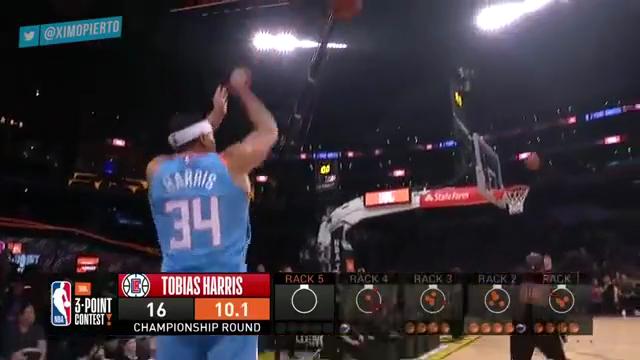 @XIMOPIERTO
HARRIS
34
State Farm
JBL
NBA
3-POINT
CONTEST
TOBIAS HARRIS
16 10.1
CHAMPIONSHIP ROUND
RACK 5 RACK 4 RACK 3 RACK 2 RACK